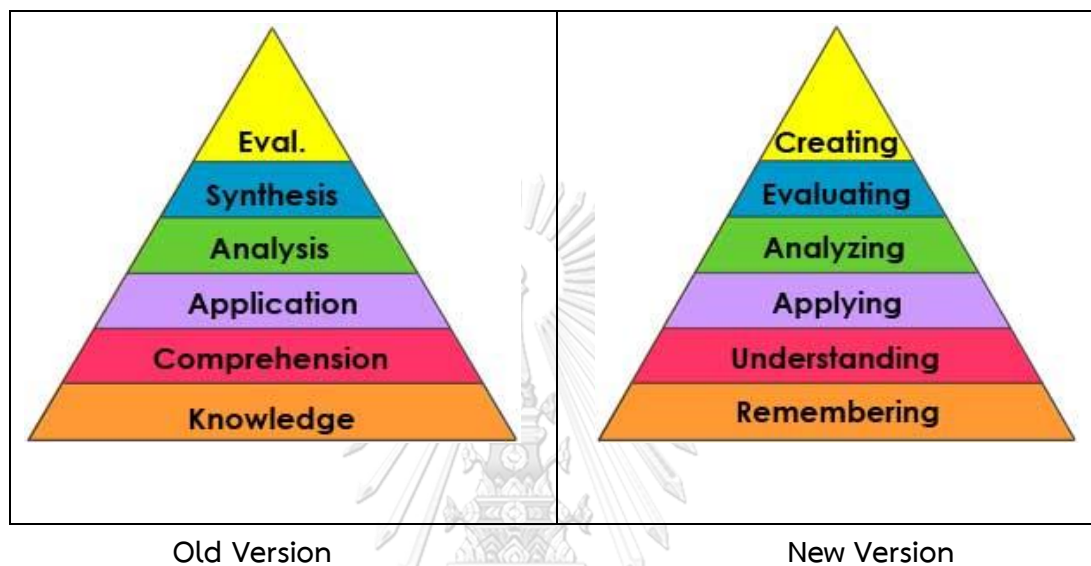 Eval.
Synthesis
Analysis
Application
Comprehension
Knowledge
Old Version
Creating
Evaluating
Analyzing
Applying
Understanding
Remembering
New Version